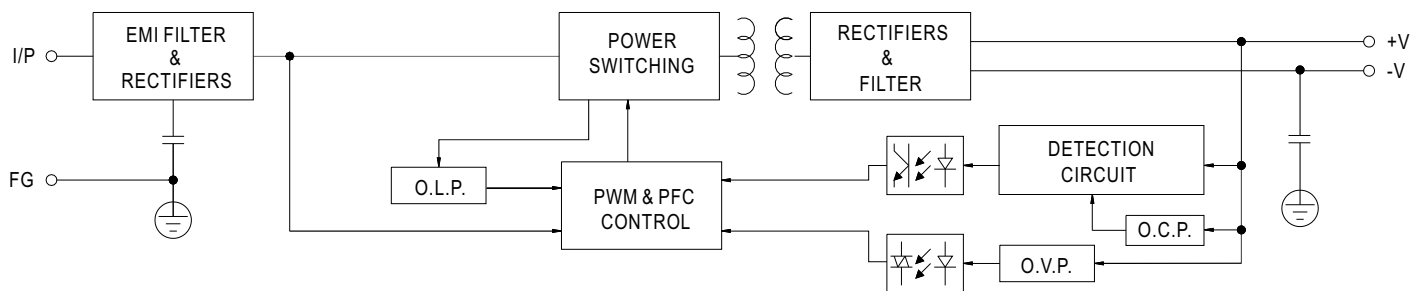 I/P
EMI FILTER
&
RECTIFIERS
POWER
SWITCHING
RECTIFIERS
&
FILTER
+V
-V
FG
O.L.P.
PWM & PFC
CONTROL
DETECTION
CIRCUIT
O.C.P.
O.V.P.